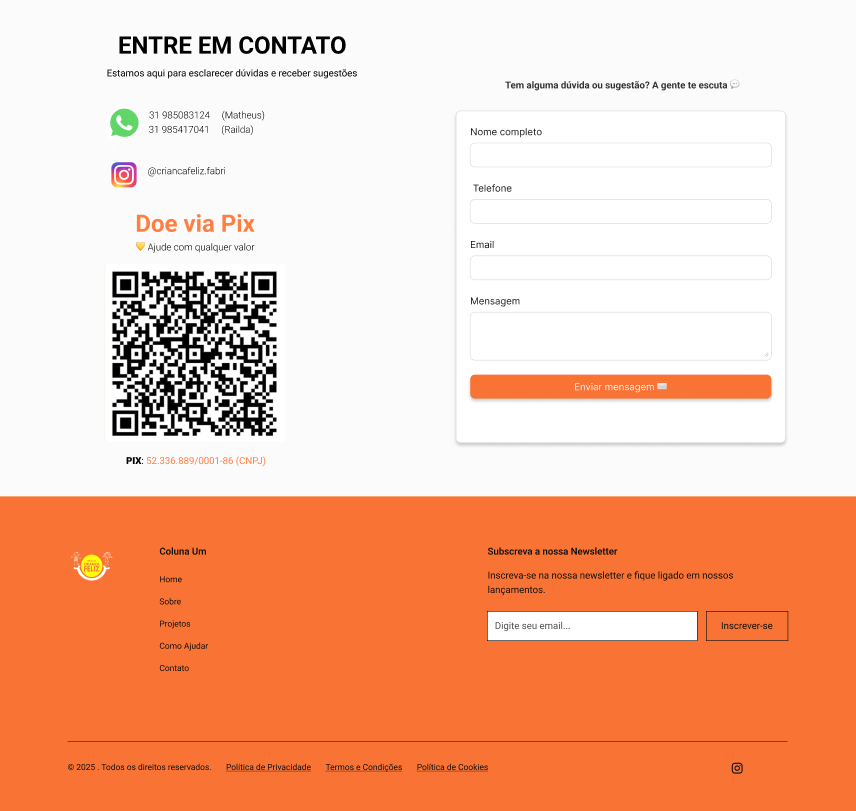 ENTRE EM CONTATO
Estamos aqui para esclarecer dúvidas e receber sugestões
31 985083124 (Matheus)
31 985417041 (Railda)
@criancafeliz.fabri
Doe via Pix
💛 Ajude com qualquer valor
PIX: 52.336.889/0001-86 (CNPJ)
Tem alguma dúvida ou sugestão? A gente te escuta 💬
Nome completo
Telefone
Email
Mensagem
Enviar mensagem ✉️
FELIZ
Coluna Um
Home
Sobre
Projetos
Como Ajudar
Contato
Subscreva a nossa Newsletter
Inscreva-se na nossa newsletter e fique ligado em nossos
lançamentos.
Digite seu email...
Inscrever-se
© 2025 . Todos os direitos reservados. Política de Privacidade Termos e Condições Política de Cookies